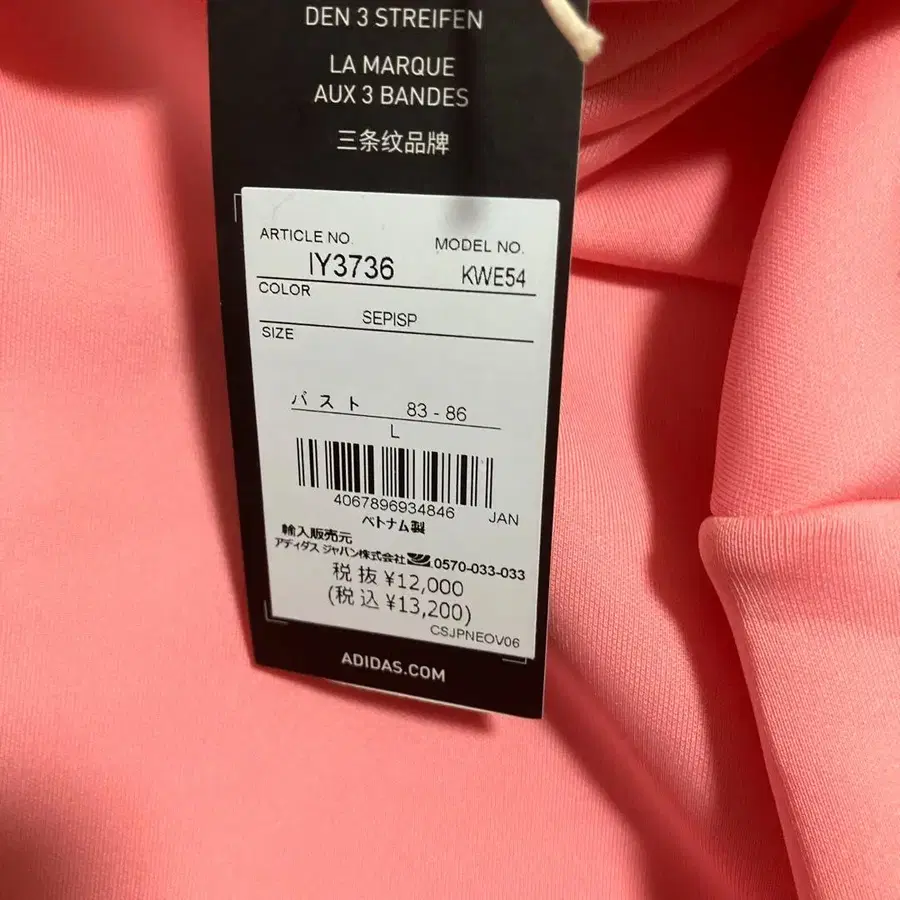 DEN 3 STREIFEN
LA MARQUE
AUX 3 BANDES
三条纹品牌
ARTICLE NO. MODEL NO.
IY3736 KWE54
COLOR
SEPISP
SIZE
バスト 83 - 86
L
4067896934846 JAN
ベトナム製
輸入販売元
アディダス ジャパン株式会社 0570-033-033
税抜 ¥12,000
(税込 ¥13,200)
CSJPNEOV06
ADIDAS.COM